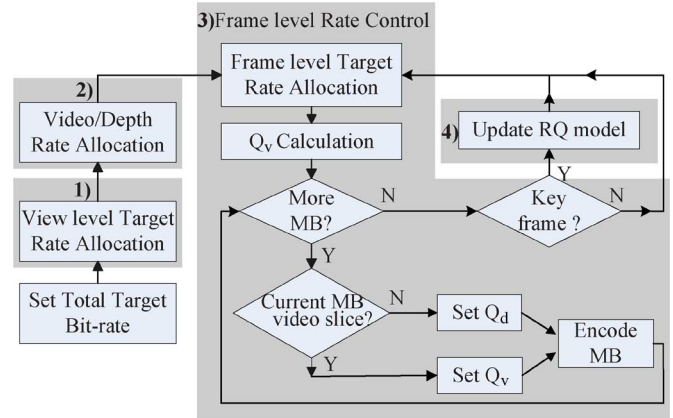 3)Frame level Rate Control
Frame level Target
Rate Allocation
2)
Video/Depth
Rate Allocation
4)
Update RQ model
Qv Calculation
1)
View level Target
Rate Allocation
More
MB?
N
Y
Key
frame ?
Y
N
Set Total Target
Bit-rate
Current MB
video slice?
N
Y
Set Qd
Set Qv
Encode
MB